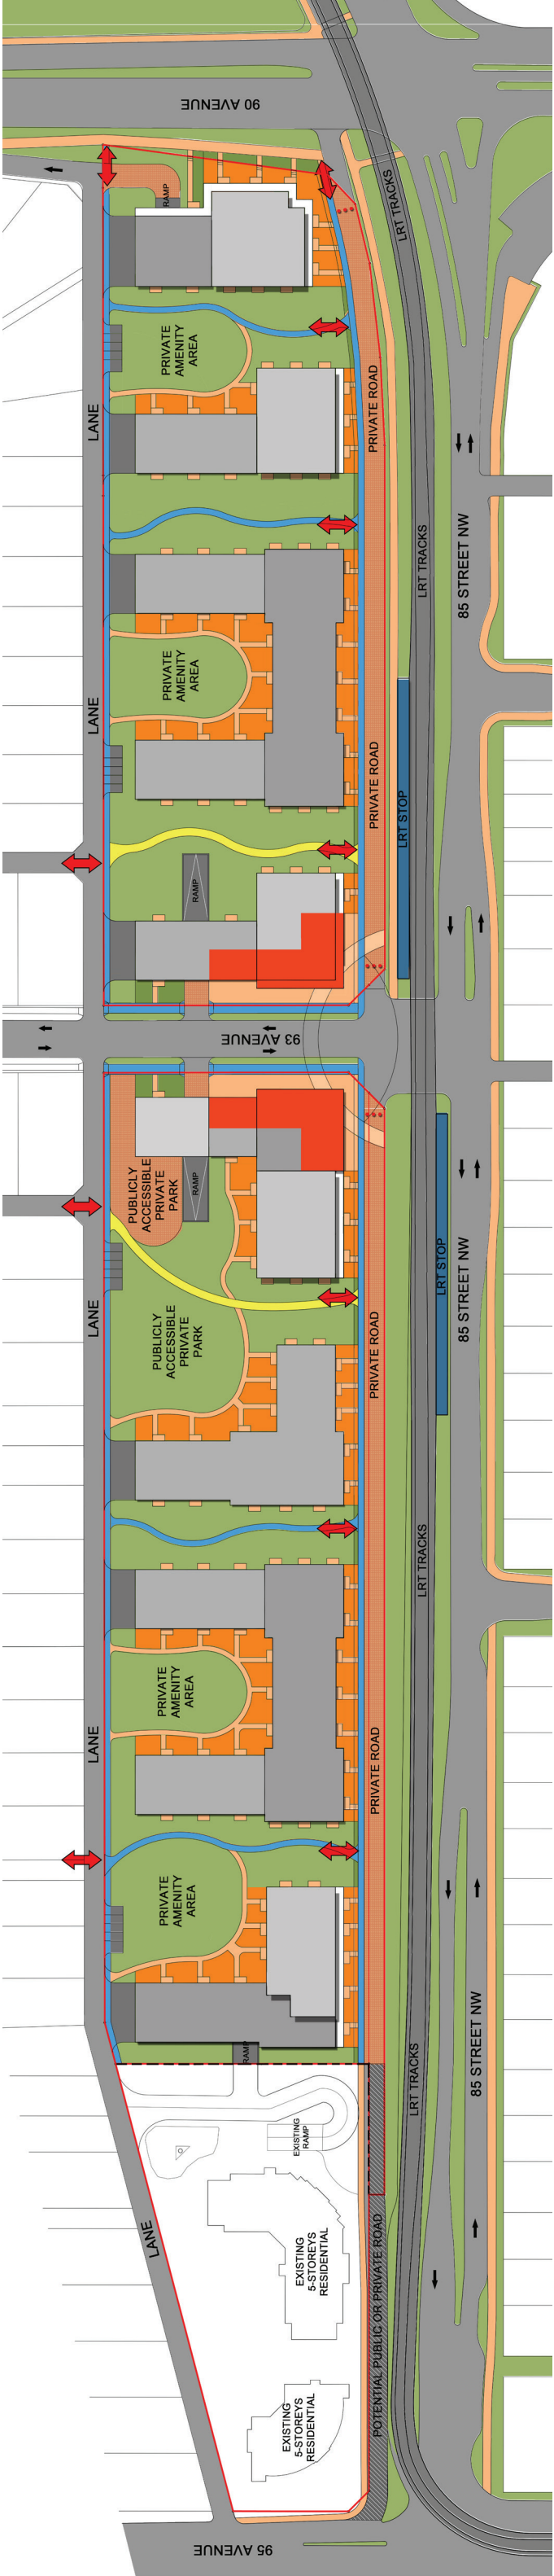 90 AVENUE
RAMP
LRT TRACKS
PRIVATE
AMENITY
AREA
LANE
PRIVATE ROAD
LRT TRACKS
85 STREET NW
PRIVATE
AMENITY
AREA
LANE
PRIVATE ROAD
LRT STOP
RAMP
93 AVENUE
PUBLICLY
ACCESSIBLE
PRIVATE
PARK
RAMP
LRT STOP
85 STREET NW
LANE
PUBLICLY
ACCESSIBLE
PRIVATE
PARK
PRIVATE ROAD
LRT TRACKS
PRIVATE
AMENITY
AREA
LANE
PRIVATE ROAD
PRIVATE
AMENITY
AREA
RAMP
LRT TRACKS
85 STREET NW
EXISTING
RAMP
LANE
EXISTING
5-STOREYS
RESIDENTIAL
POTENTIAL PUBLIC OR PRIVATE ROAD
EXISTING
5-STOREYS
RESIDENTIAL
95 AVENUE